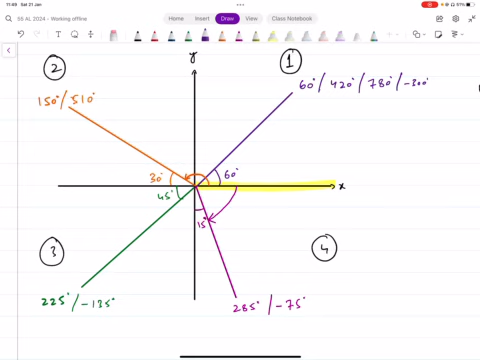 11:49 Sat 21 Jan
67%
S6 AL 2024 - Working offline
Home Insert Draw View Class Notebook
y
2
1
60° / 420° / 780° / -300°
150° / 510°
30°
60°
x
45°
15°
3
4
225° / -135°
285° / -75°